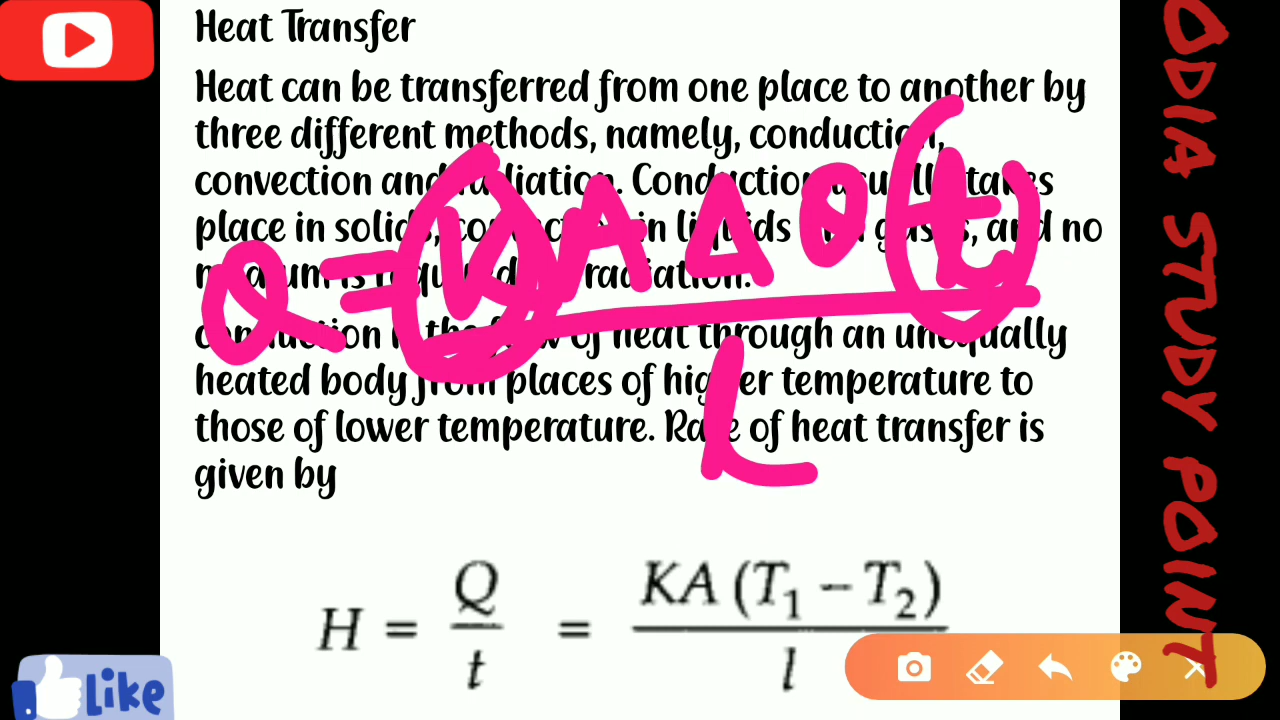 Heat Transfer
Heat can be transferred from one place to another by
three different methods, namely, conduction,
convection and radiation. Conduction usually takes
place in solids, convection in liquids and gases, and no
medium is required for radiation.
conduction is the flow of heat through an unequally
heated body from places of higher temperature to
those of lower temperature. Rate of heat transfer is
given by
Q = K A Δ θ (t)
L
H = Q / t = KA (T₁ − T₂) / l
Like
ODIA STUDY POINT